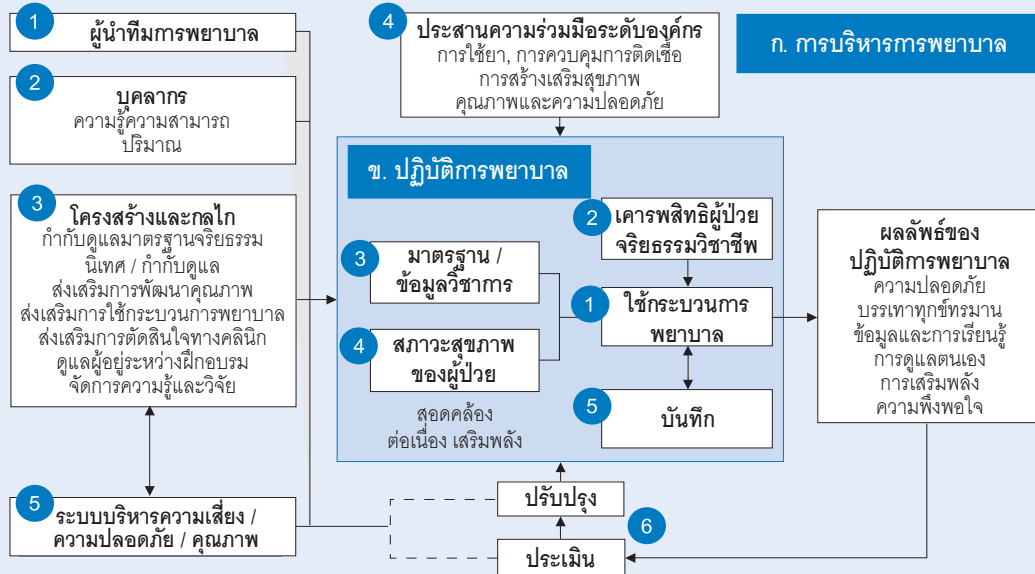 1
ผู้นำทีมการพยาบาล
2
บุคลากร
ความรู้ความสามารถ
ปริมาณ
3
โครงสร้างและกลไก
กำกับดูแลมาตรฐานจริยธรรม
นิเทศ / กำกับดูแล
ส่งเสริมการพัฒนาคุณภาพ
ส่งเสริมการใช้กระบวนการพยาบาล
ส่งเสริมการตัดสินใจทางคลินิก
ดูแลผู้อยู่ระหว่างฝึกอบรม
จัดการความรู้และวิจัย
5
ระบบบริหารความเสี่ยง /
ความปลอดภัย / คุณภาพ
4
ประสานความร่วมมือระดับองค์กร
การใช้ยา, การควบคุมการติดเชื้อ
การสร้างเสริมสุขภาพ
คุณภาพและความปลอดภัย
ก. การบริหารการพยาบาล
ข. ปฏิบัติการพยาบาล
2
เคารพสิทธิผู้ป่วย
จริยธรรมวิชาชีพ
3
มาตรฐาน /
ข้อมูลวิชาการ
1
ใช้กระบวนการ
พยาบาล
4
สภาวะสุขภาพ
ของผู้ป่วย
5
บันทึก
สอดคล้อง
ต่อเนื่อง เสริมพลัง
ผลลัพธ์ของ
ปฏิบัติการพยาบาล
ความปลอดภัย
บรรเทาทุกข์ทรมาน
ข้อมูลและการเรียนรู้
การดูแลตนเอง
การเสริมพลัง
ความพึงพอใจ
ปรับปรุง
6
ประเมิน